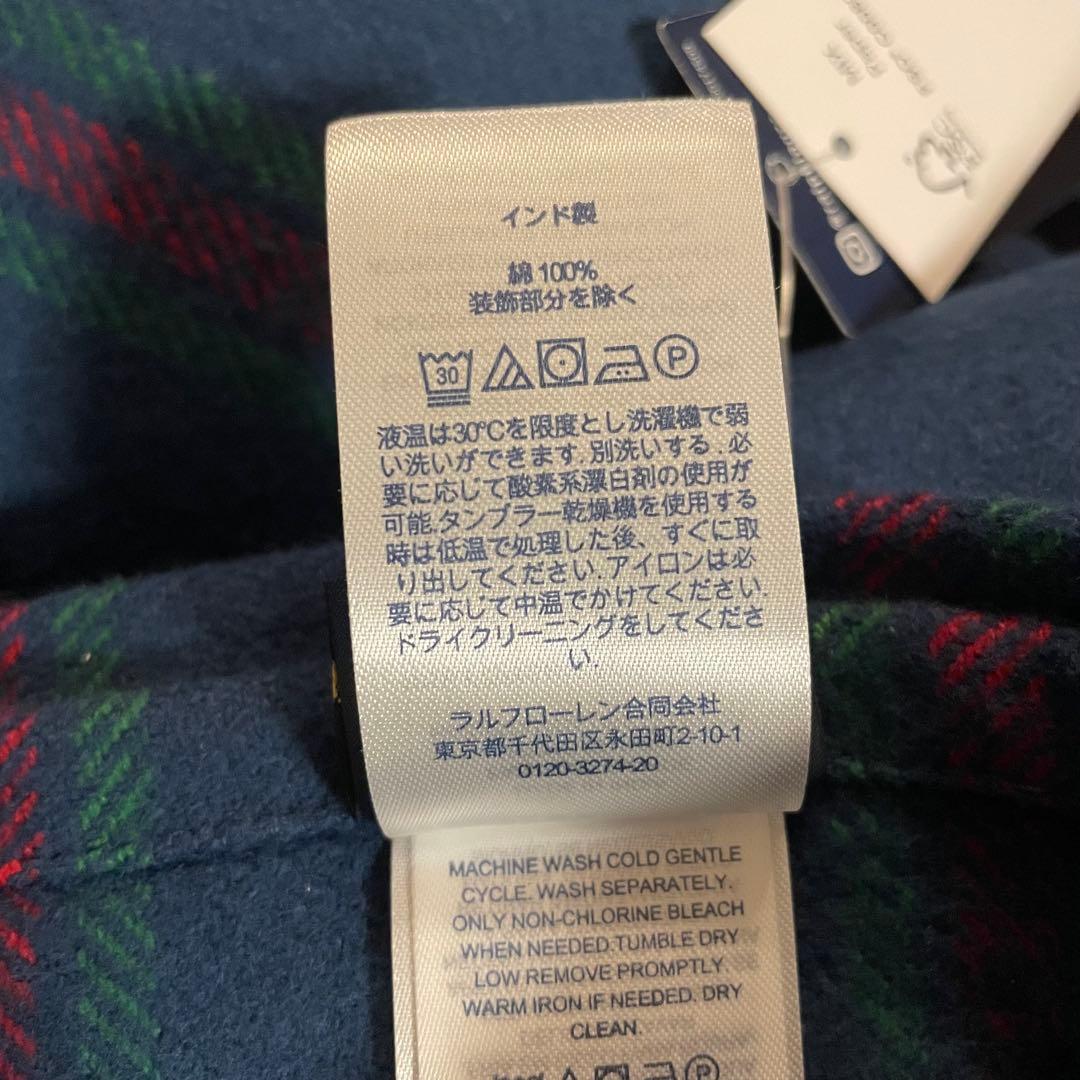 インド製
綿 100%
装飾部分を除く
30 P
液温は30℃を限度とし洗濯機で弱
い洗いができます. 別洗いする .必
要に応じて酸素系漂白剤の使用が
可能.タンブラー乾燥機を使用する
時は低温で処理した後、すぐに取
り出してください.アイロンは必
要に応じて中温でかけてください.
ドライクリーニングをしてくださ
い.
ラルフローレン合同会社
東京都千代田区永田町2-10-1
0120-3274-20
MACHINE WASH COLD GENTLE
CYCLE. WASH SEPARATELY.
ONLY NON-CHLORINE BLEACH
WHEN NEEDED.TUMBLE DRY
LOW REMOVE PROMPTLY.
WARM IRON IF NEEDED. DRY
CLEAN.
P